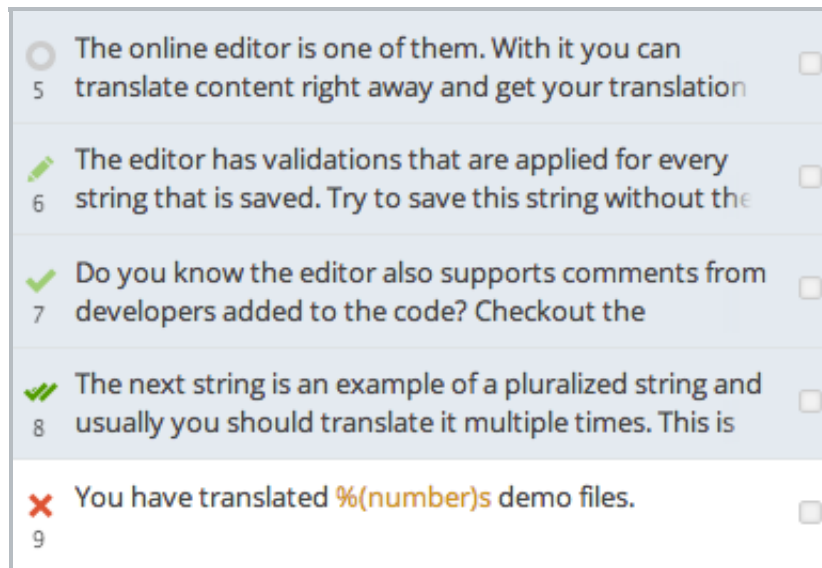 The online editor is one of them. With it you can
5 translate content right away and get your translation
The editor has validations that are applied for every
6 string that is saved. Try to save this string without the
Do you know the editor also supports comments from
7 developers added to the code? Checkout the
The next string is an example of a pluralized string and
8 usually you should translate it multiple times. This is
You have translated %(number)s demo files.
9